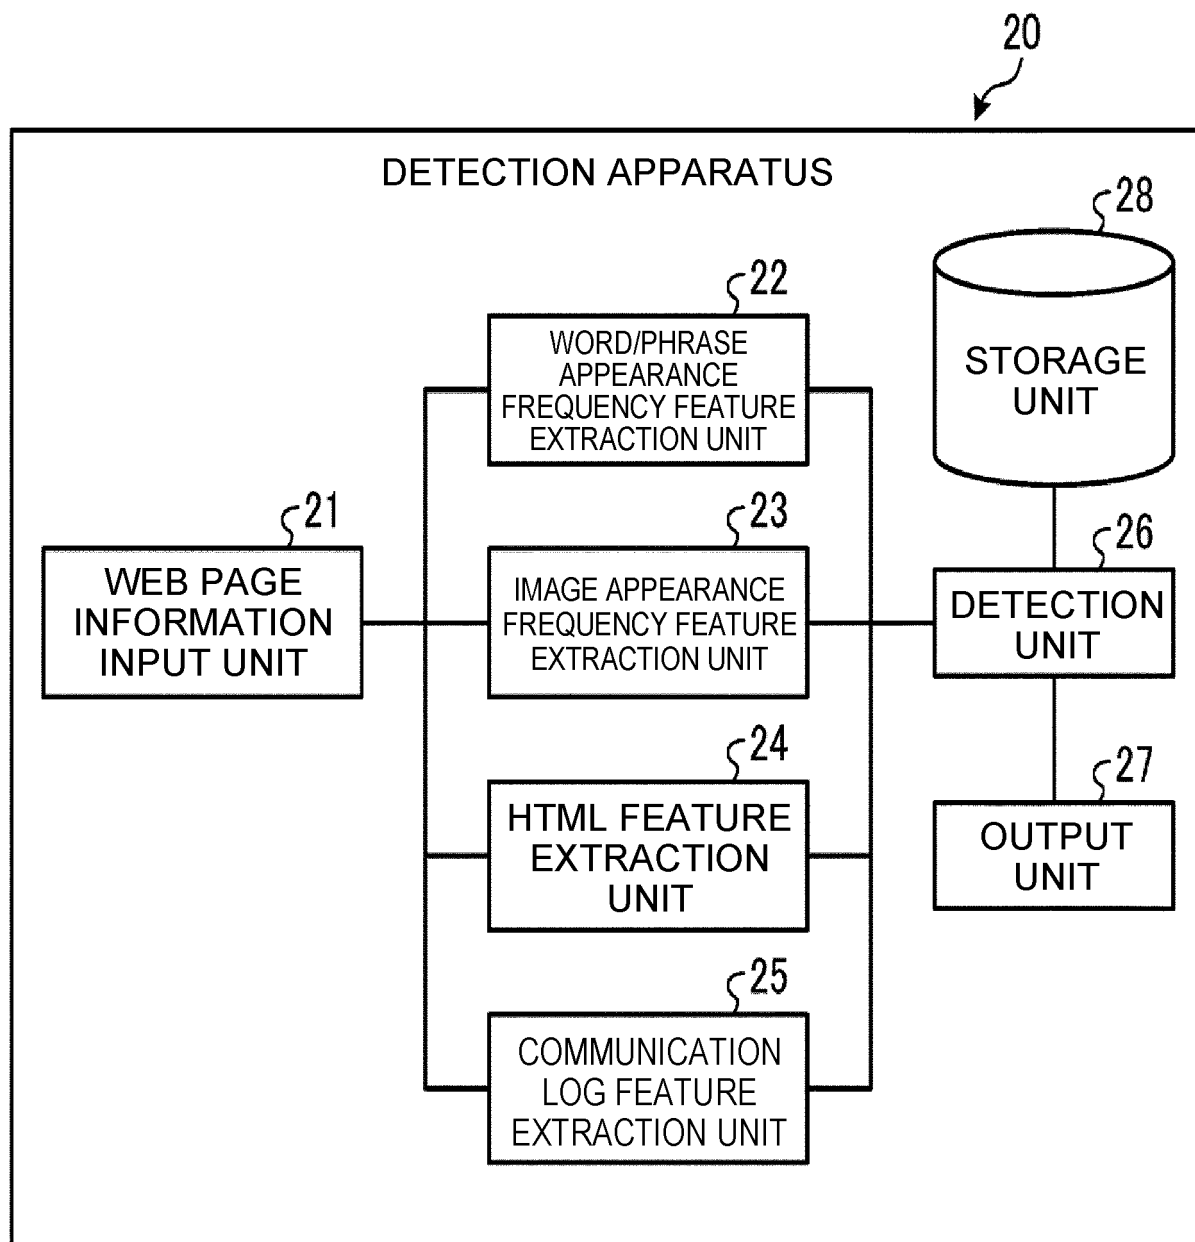 20
DETECTION APPARATUS
28
STORAGE
UNIT
22
WORD/PHRASE
APPEARANCE
FREQUENCY FEATURE
EXTRACTION UNIT
21
WEB PAGE
INFORMATION
INPUT UNIT
23
IMAGE APPEARANCE
FREQUENCY FEATURE
EXTRACTION UNIT
26
DETECTION
UNIT
24
HTML FEATURE
EXTRACTION
UNIT
27
OUTPUT
UNIT
25
COMMUNICATION
LOG FEATURE
EXTRACTION UNIT